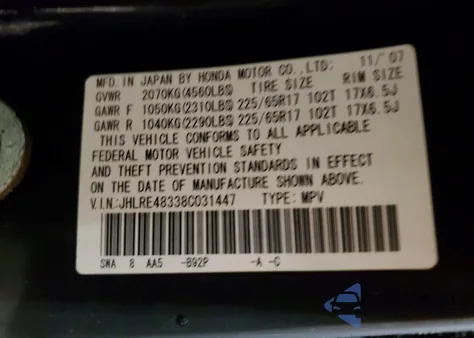 MFD. IN JAPAN BY HONDA MOTOR CO., LTD: 11/'07
GVWR 2070KG(4560LBS) TIRE SIZE RIM SIZE
GAWR F 1050KG(2310LBS) 225/65R17 102T 17X6.5J
GAWR R 1040KG(2290LBS) 225/65R17 102T 17X6.5J
THIS VEHICLE CONFORMS TO ALL APPLICABLE
FEDERAL MOTOR VEHICLE SAFETY
AND THEFT PREVENTION STANDARDS IN EFFECT
ON THE DATE OF MANUFACTURE SHOWN ABOVE.
V.I.N:JHLRE48338C031447 TYPE: MPV
SWA 8 AA5 -B92P -A -C